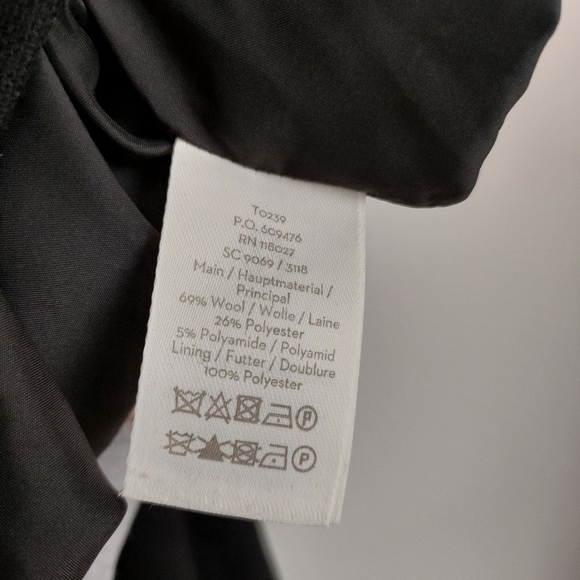 T0239
P.O. 609476
RN 118027
SC 9069 / 3118
Main / Hauptmaterial /
Principal
69% Wool / Wolle / Laine
26% Polyester
5% Polyamide / Polyamid
Lining / Futter / Doublure
100% Polyester
P
P